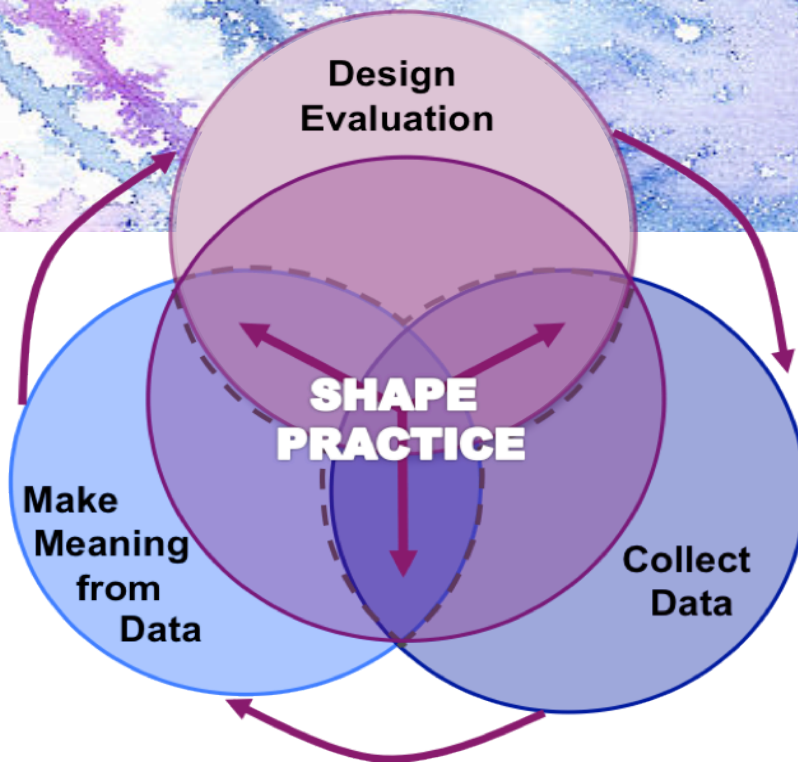 Design
Evaluation
SHAPE
PRACTICE
Make
Meaning
from
Data
Collect
Data